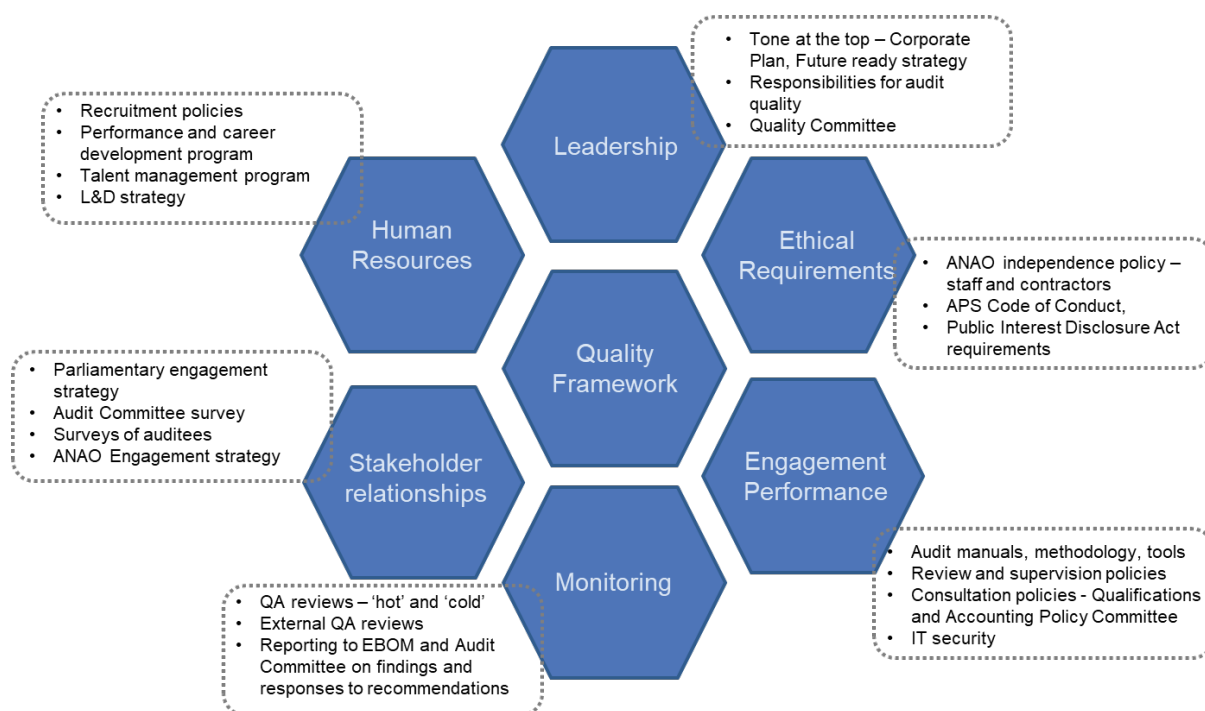 • Tone at the top – Corporate
Plan, Future ready strategy
• Responsibilities for audit
quality
• Quality Committee
Leadership
• Recruitment policies
• Performance and career
development program
• Talent management program
• L&D strategy
Human
Resources
Ethical
Requirements
• ANAO independence policy –
staff and contractors
• APS Code of Conduct,
• Public Interest Disclosure Act
requirements
Quality
Framework
• Parliamentary engagement
strategy
• Audit Committee survey
• Surveys of auditees
• ANAO Engagement strategy
Stakeholder
relationships
Engagement
Performance
• Audit manuals, methodology, tools
• Review and supervision policies
• Consultation policies - Qualifications
and Accounting Policy Committee
• IT security
Monitoring
• QA reviews – ‘hot’ and ‘cold’
• External QA reviews
• Reporting to EBOM and Audit
Committee on findings and
responses to recommendations